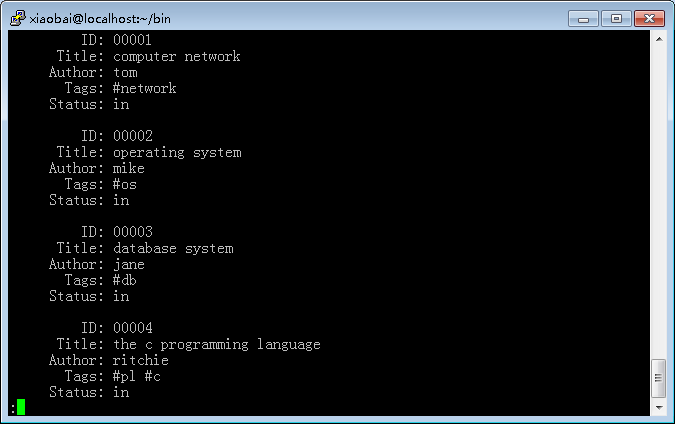 xiaobai@localhost:~/bin
ID: 00001
Title: computer network
Author: tom
Tags: #network
Status: in
ID: 00002
Title: operating system
Author: mike
Tags: #os
Status: in
ID: 00003
Title: database system
Author: jane
Tags: #db
Status: in
ID: 00004
Title: the c programming language
Author: ritchie
Tags: #pl #c
Status: in
: